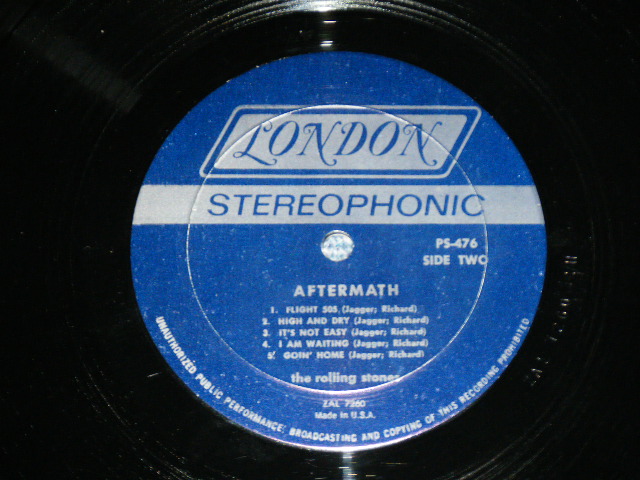 LONDON
STEREOPHONIC
PS-476
SIDE TWO
AFTERMATH
1. FLIGHT 505 (Jagger; Richard)
2. HIGH AND DRY (Jagger; Richard)
3. IT'S NOT EASY (Jagger; Richard)
4. I AM WAITING (Jagger; Richard)
5. GOIN' HOME (Jagger; Richard)
the rolling stones
ZAL 7260
Made in U.S.A.
UNAUTHORIZED PUBLIC PERFORMANCE, BROADCASTING AND COPYING OF THIS RECORDING PROHIBITED